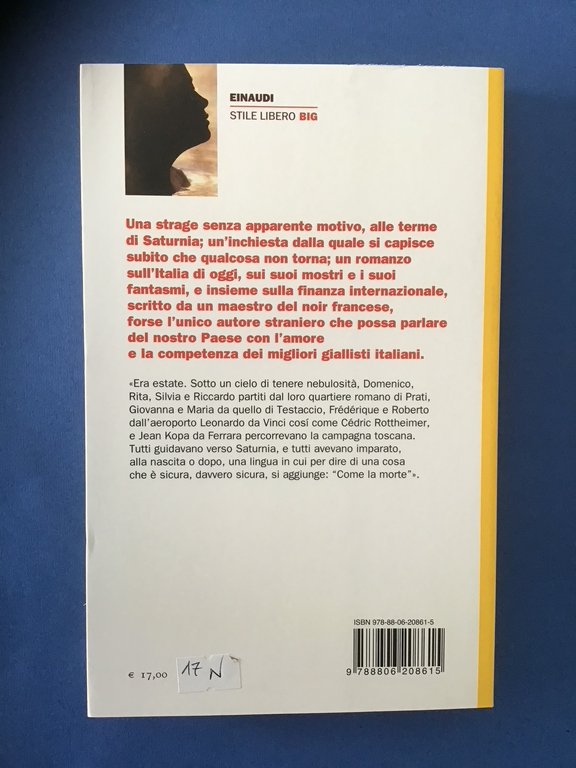 EINAUDI
STILE LIBERO BIG
Una strage senza apparente motivo, alle terme
di Saturnia; un'inchiesta dalla quale si capisce
subito che qualcosa non torna; un romanzo
sull'Italia di oggi, sui suoi mostri e i suoi
fantasmi, e insieme sulla finanza internazionale,
scritto da un maestro del noir francese,
forse l'unico autore straniero che possa parlare
del nostro Paese con l'amore
e la competenza dei migliori giallisti italiani.
«Era estate. Sotto un cielo di tenere nebulosità, Domenico,
Rita, Silvia e Riccardo partiti dal loro quartiere romano di Prati,
Giovanna e Maria da quello di Testaccio, Frédérique e Roberto
dall'aeroporto Leonardo da Vinci cosí come Cédric Rottheimer,
e Jean Kopa da Ferrara percorrevano la campagna toscana.
Tutti guidavano verso Saturnia, e tutti avevano imparato,
alla nascita o dopo, una lingua in cui per dire di una cosa
che è sicura, davvero sicura, si aggiunge: "Come la morte"».
ISBN 978-88-06-20861-5
9 788806 208615
€ 17,00
17 N